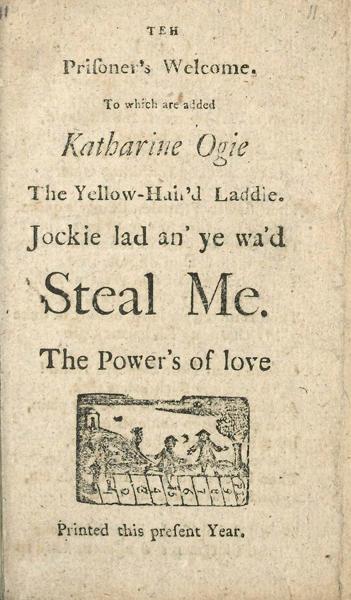 11
TEH
Priſoner's Welcome.
To which are added
Katharine Ogie
The Yellow-Hair'd Laddie.
Jockie lad an' ye wa'd
Steal Me.
The Power's of love
Printed this preſent Year.